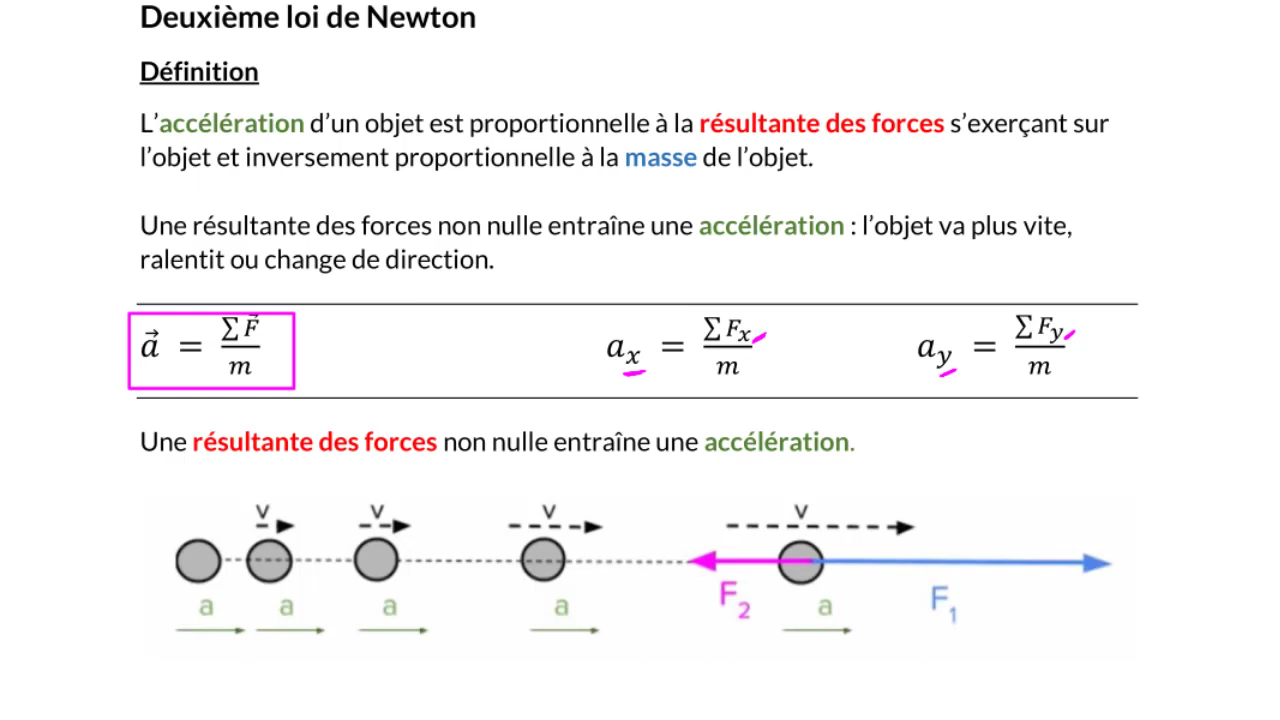 Deuxième loi de Newton
Définition
L’accélération d’un objet est proportionnelle à la résultante des forces s’exerçant sur
l’objet et inversement proportionnelle à la masse de l’objet.
Une résultante des forces non nulle entraîne une accélération : l’objet va plus vite,
ralentit ou change de direction.
a⃗ = ∑F⃗ / m    aₓ = ∑Fₓ / m    a_y = ∑F_y / m
Une résultante des forces non nulle entraîne une accélération.
v v v v
F₂ F₁
a a a a a